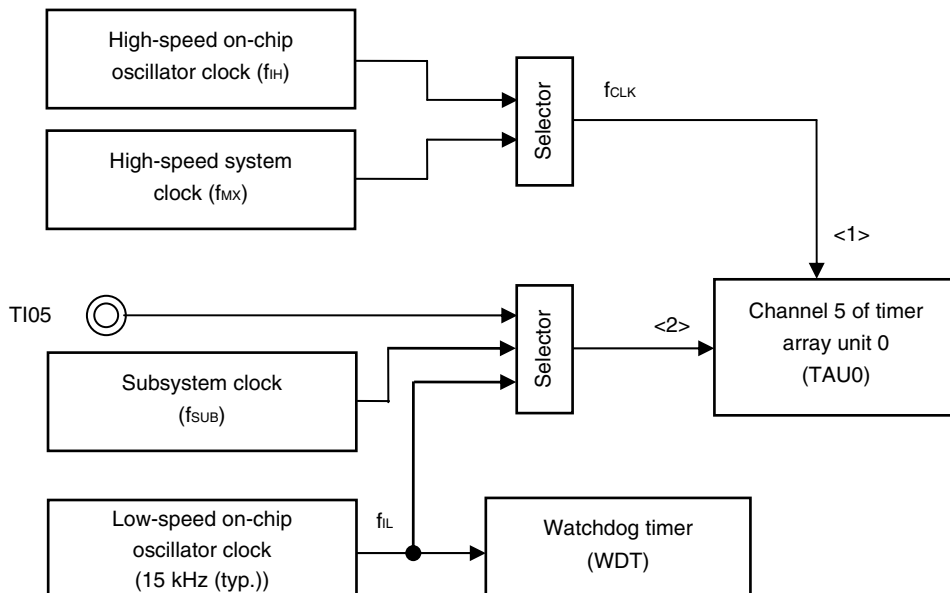 High-speed on-chip
oscillator clock (fIH)
Selector
fCLK
High-speed system
clock (fMX)
<1>
TI05
Selector
<2>
Channel 5 of timer
array unit 0
(TAU0)
Subsystem clock
(fSUB)
Low-speed on-chip
oscillator clock
(15 kHz (typ.))
fIL
Watchdog timer
(WDT)